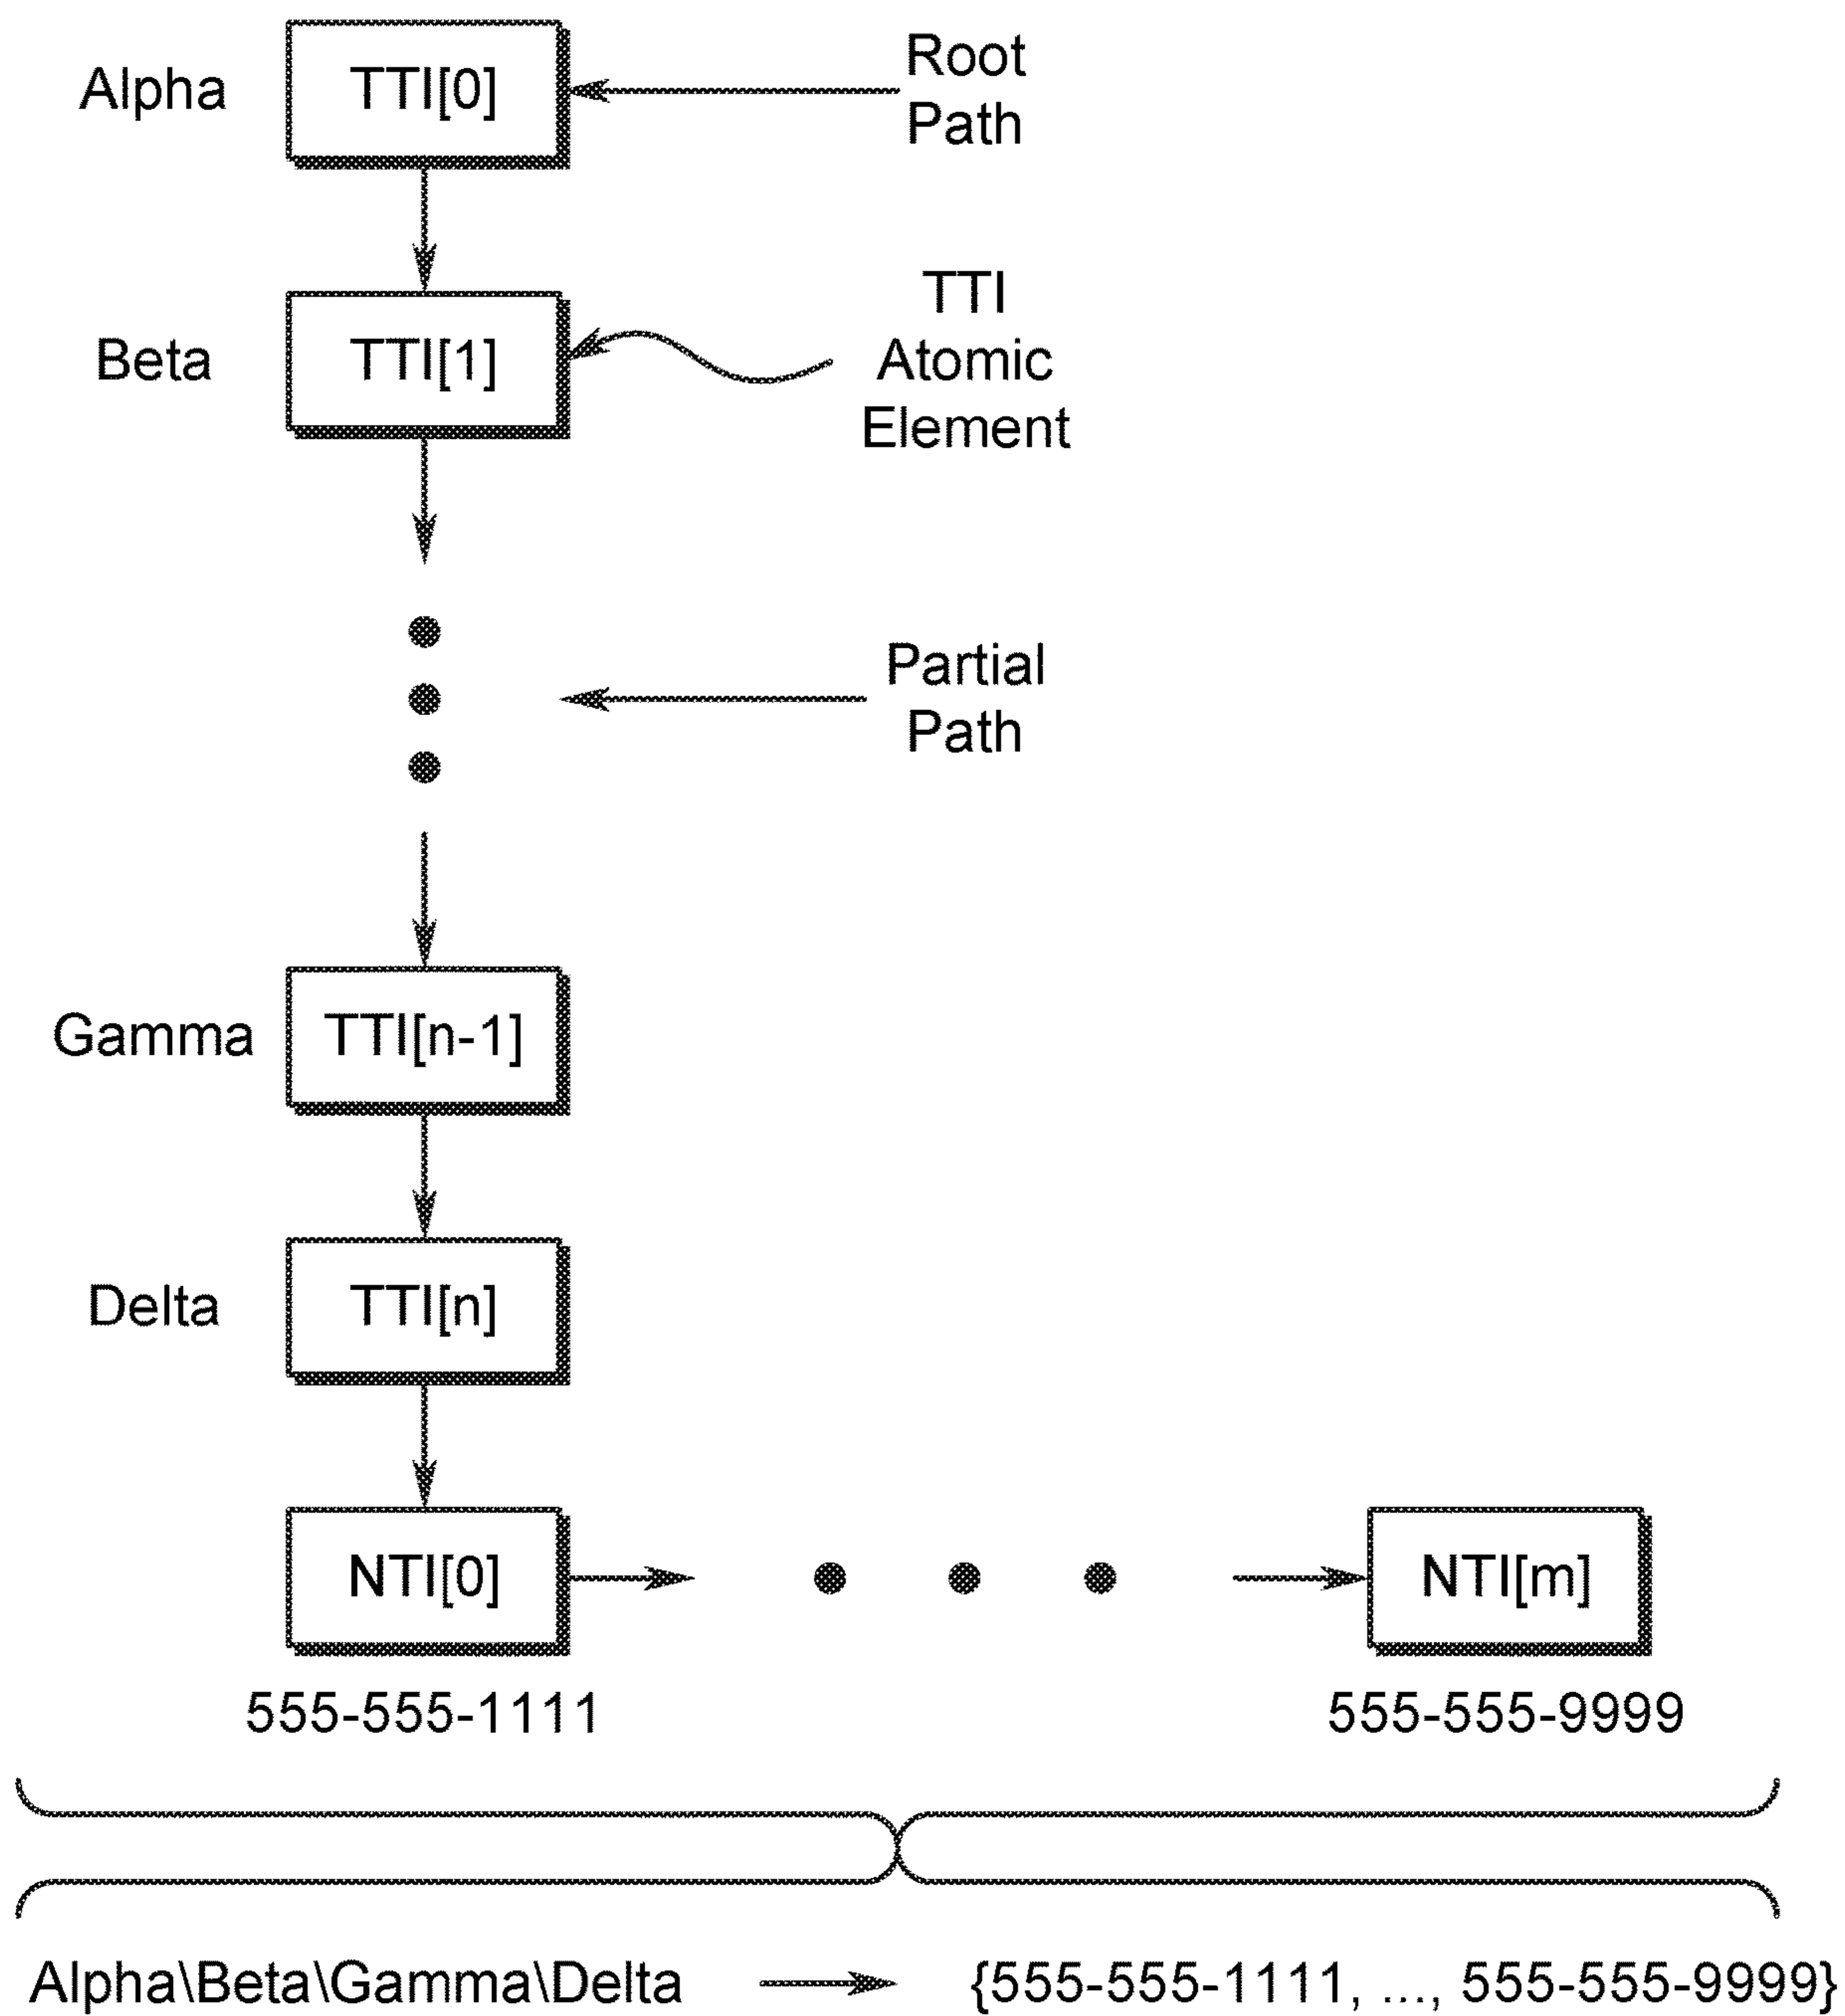 Alpha
TTI[0]
Root
Path
Beta
TTI[1]
TTI
Atomic
Element
Partial
Path
Gamma
TTI[n-1]
Delta
TTI[n]
NTI[0]
NTI[m]
555-555-1111
555-555-9999
Alpha\Beta\Gamma\Delta
{555-555-1111, ..., 555-555-9999}